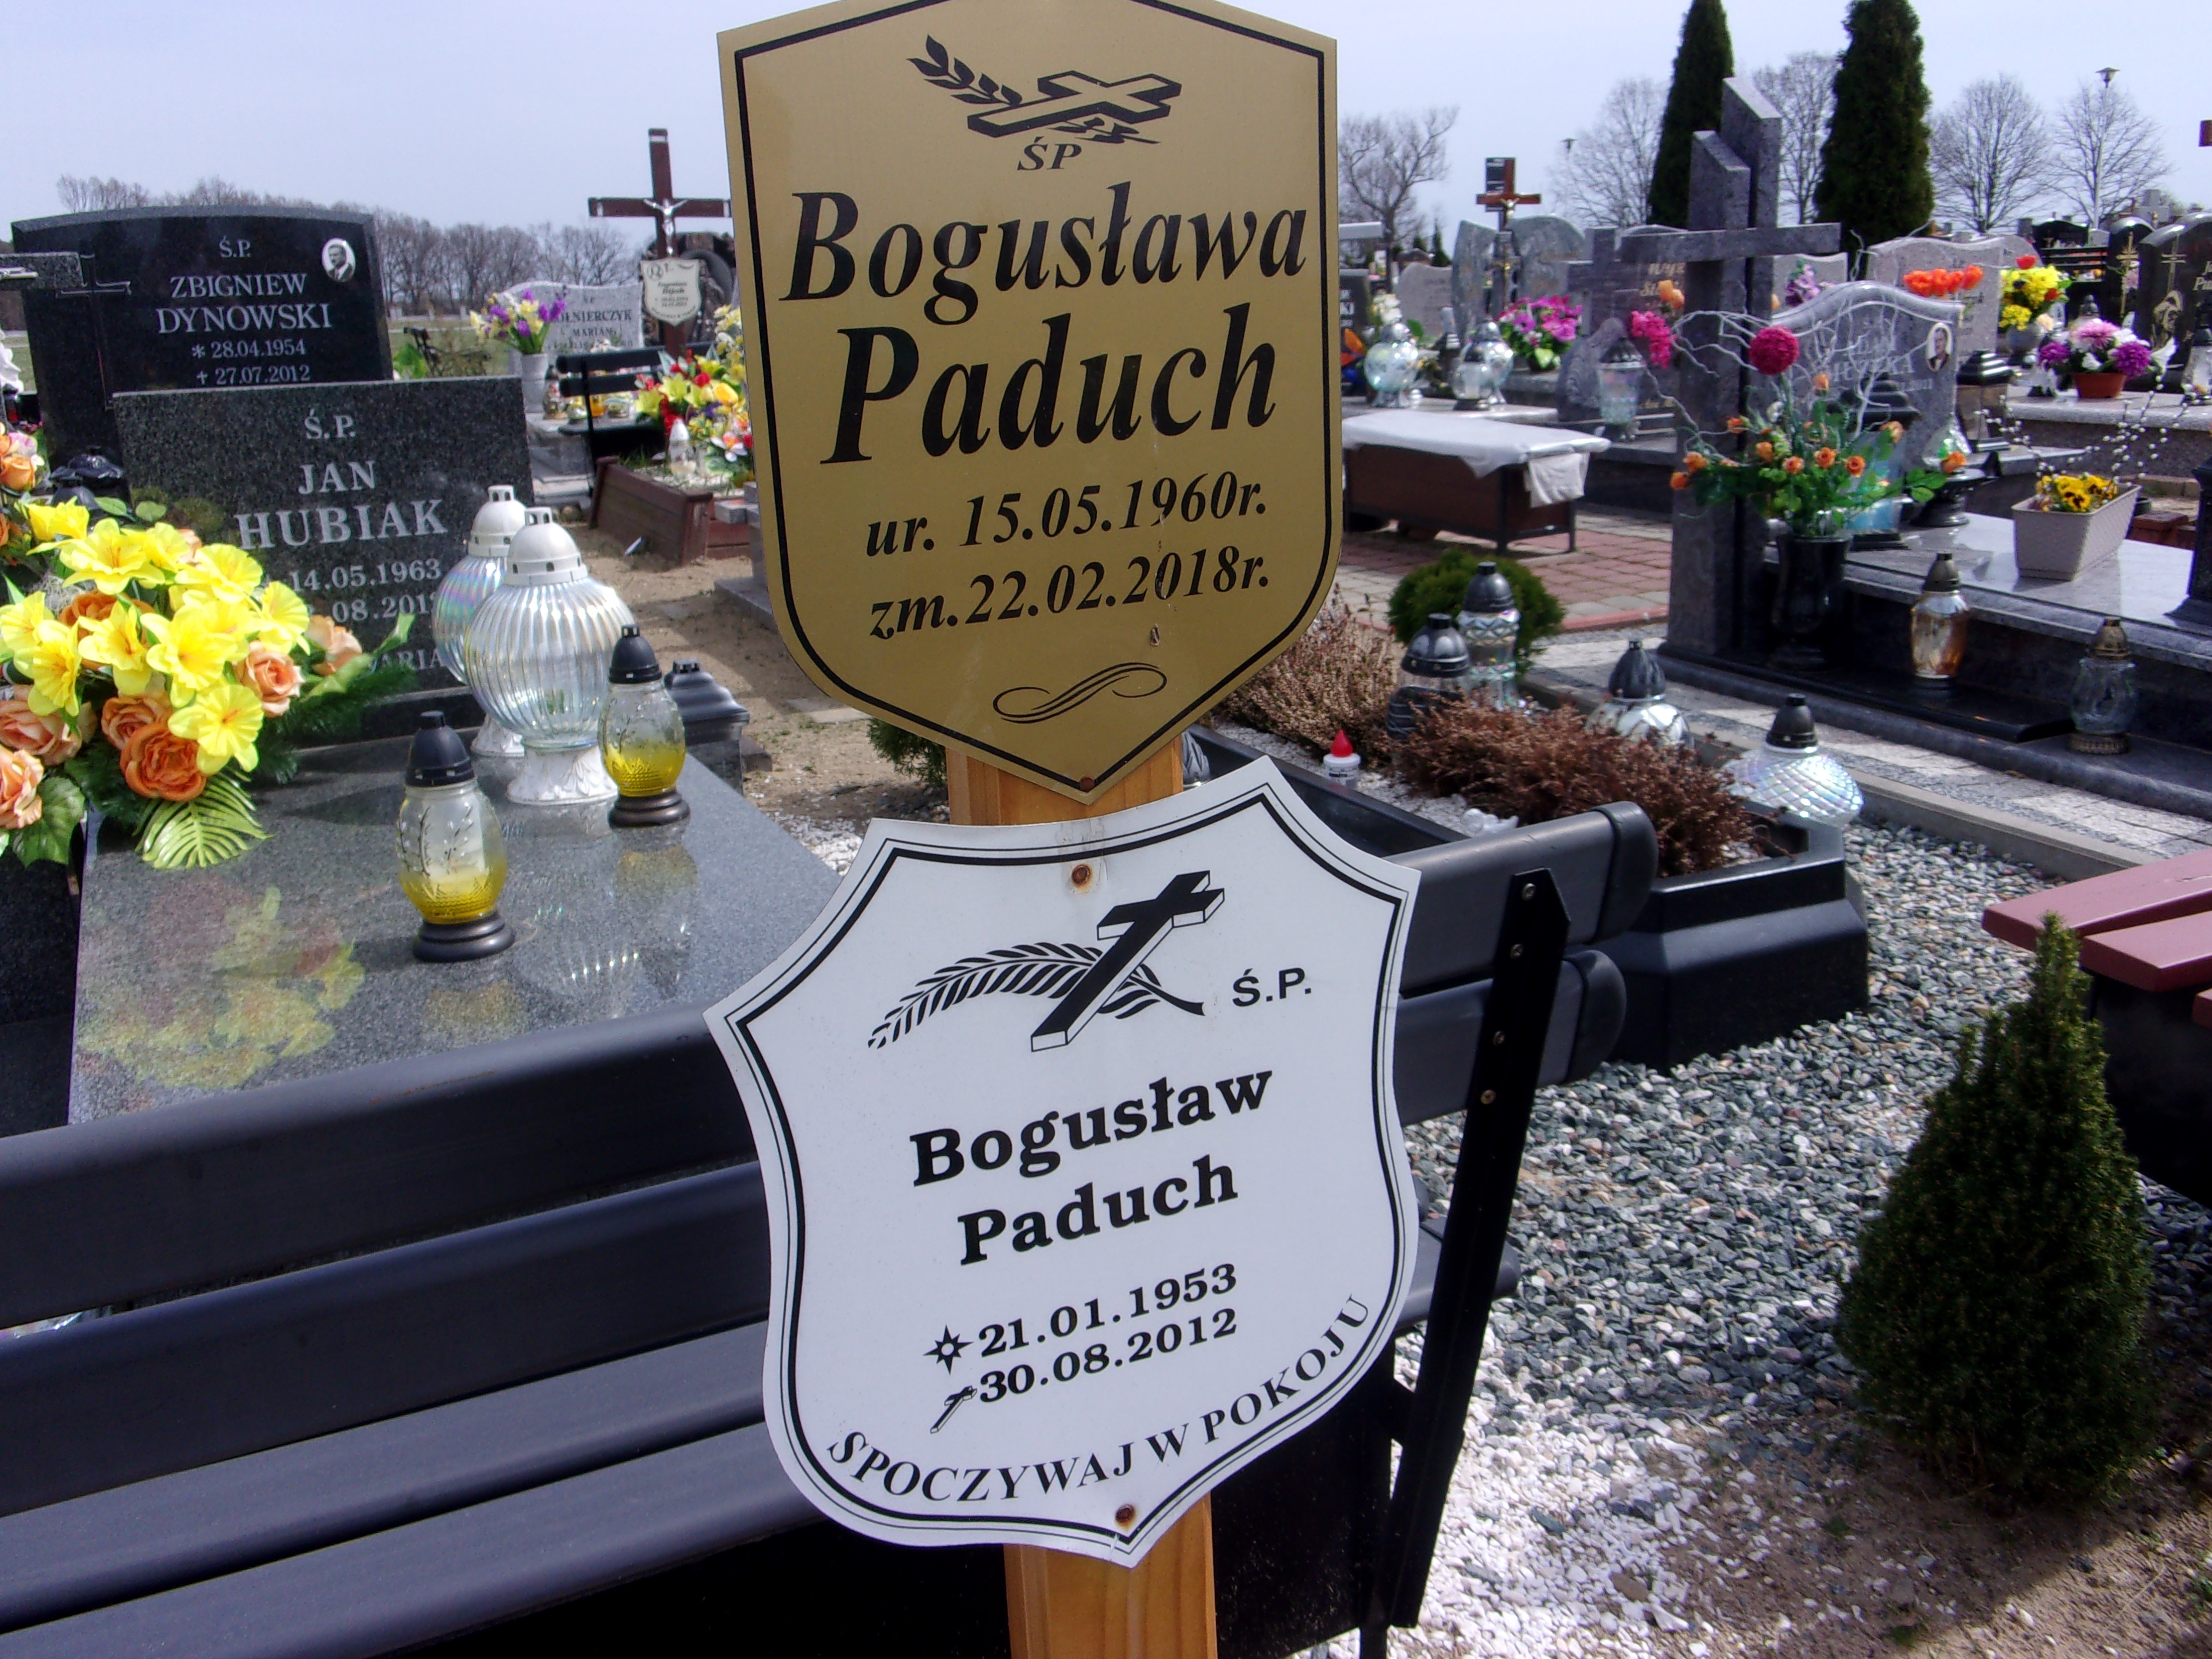 ŚP
Bogusława
Paduch
ur. 15.05.1960r.
zm.22.02.2018r.
Ś.P.
Bogusław
Paduch
21.01.1953
30.08.2012
SPOCZYWAJ W POKOJU
Ś.P.
ZBIGNIEW
DYNOWSKI
* 28.04.1954
† 27.07.2012
Ś.P.
JAN
HUBIAK
14.05.1963
MARIAN